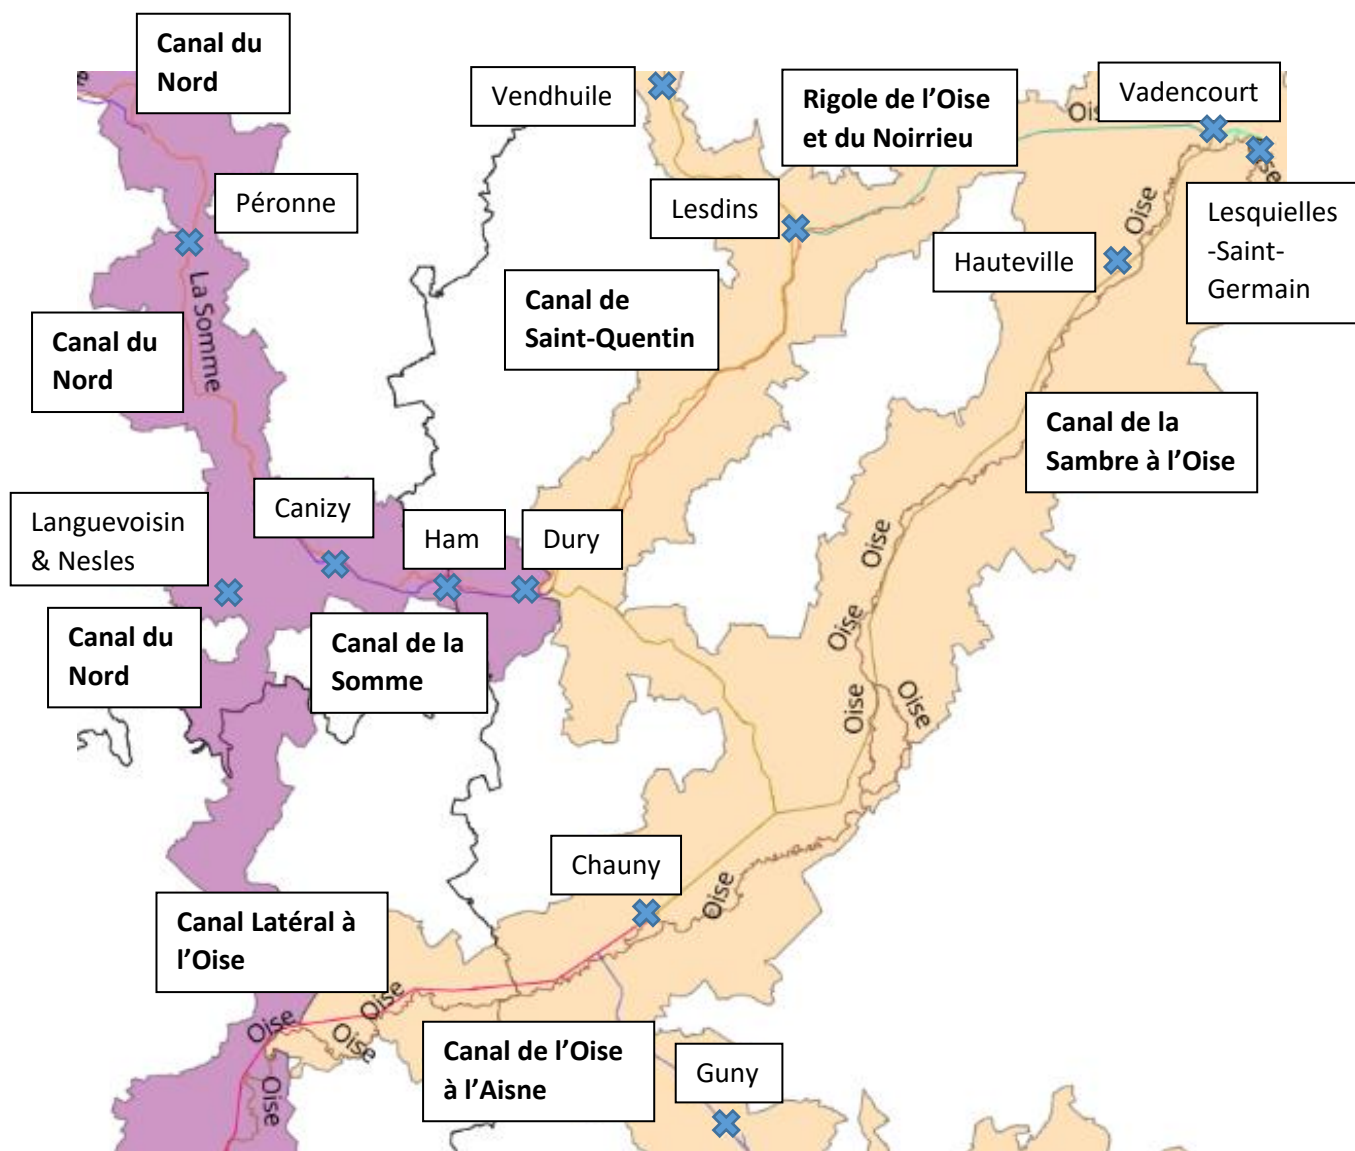 Canal du
Nord
e
Vendhuile
Rigole de l’Oise
et du Noirrieu
Oise
Vadencourt
Oise
Péronne
Lesdins
Oise
Lesquielles
-Saint-
Germain
Hauteville
La Somme
Canal de
Saint-Quentin
Canal du
Nord
Canal de la
Sambre à l’Oise
Languevoisin
& Nesles
Canizy
Ham
Dury
Oise
Oise
Canal du
Nord
Canal de la
Somme
Oise
Oise
Chauny
Oise
Canal Latéral à
l’Oise
Oise
Oise
Oise
Oise
Canal de l’Oise
à l’Aisne
Guny